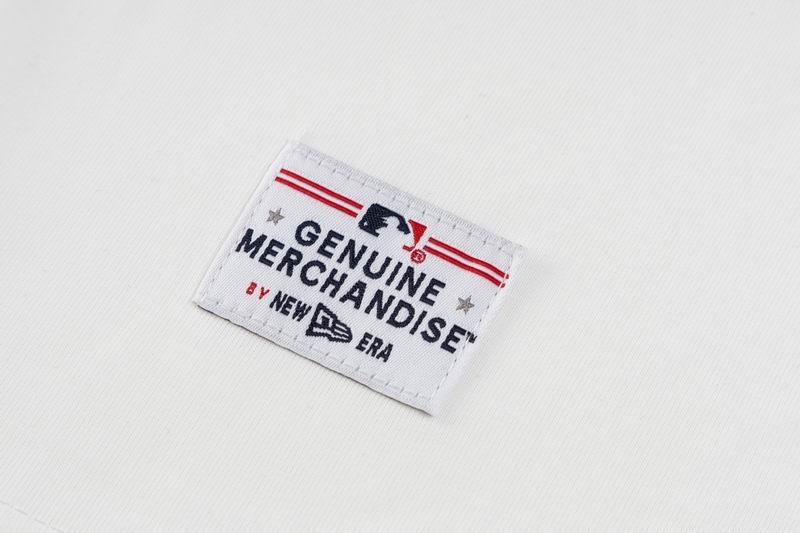 GENUINE
MERCHANDISE™
BY NEW ERA